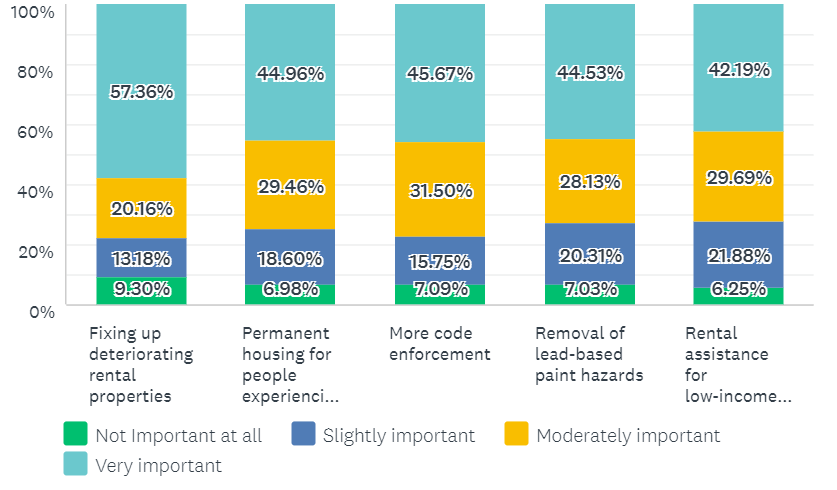 100%
80%
60%
40%
20%
0%
57.36%
44.96%
45.67%
44.53%
42.19%
20.16%
29.46%
31.50%
28.13%
29.69%
13.18%
18.60%
15.75%
20.31%
21.88%
9.30%
6.98%
7.09%
7.03%
6.25%
Fixing up
deteriorating
rental
properties
Permanent
housing for
people
experienci...
More code
enforcement
Removal of
lead-based
paint hazards
Rental
assistance
for
low-income...
Not Important at all
Slightly important
Moderately important
Very important